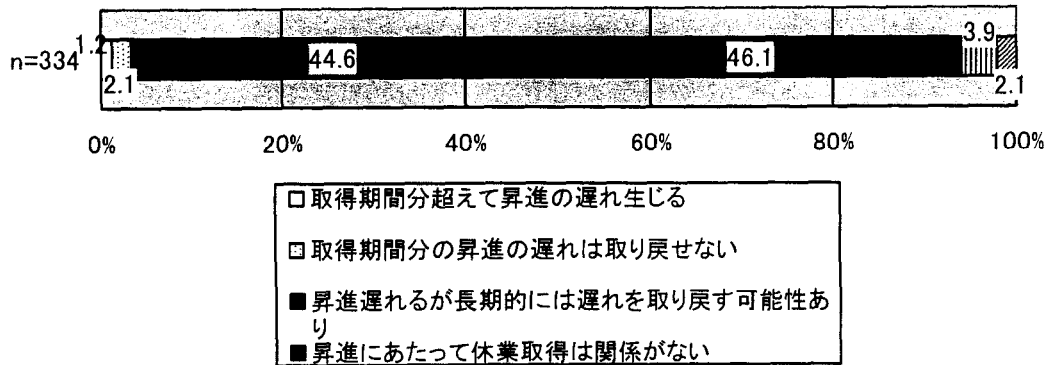 3.9
1.2
n=334
44.6
46.1
2.1
2.1
0%
20%
40%
60%
80%
100%
取得期間分超えて昇進の遅れ生じる
取得期間分の昇進の遅れは取り戻せない
昇進遅れるが長期的には遅れを取り戻す可能性あ
り
昇進にあたって休業取得は関係がない